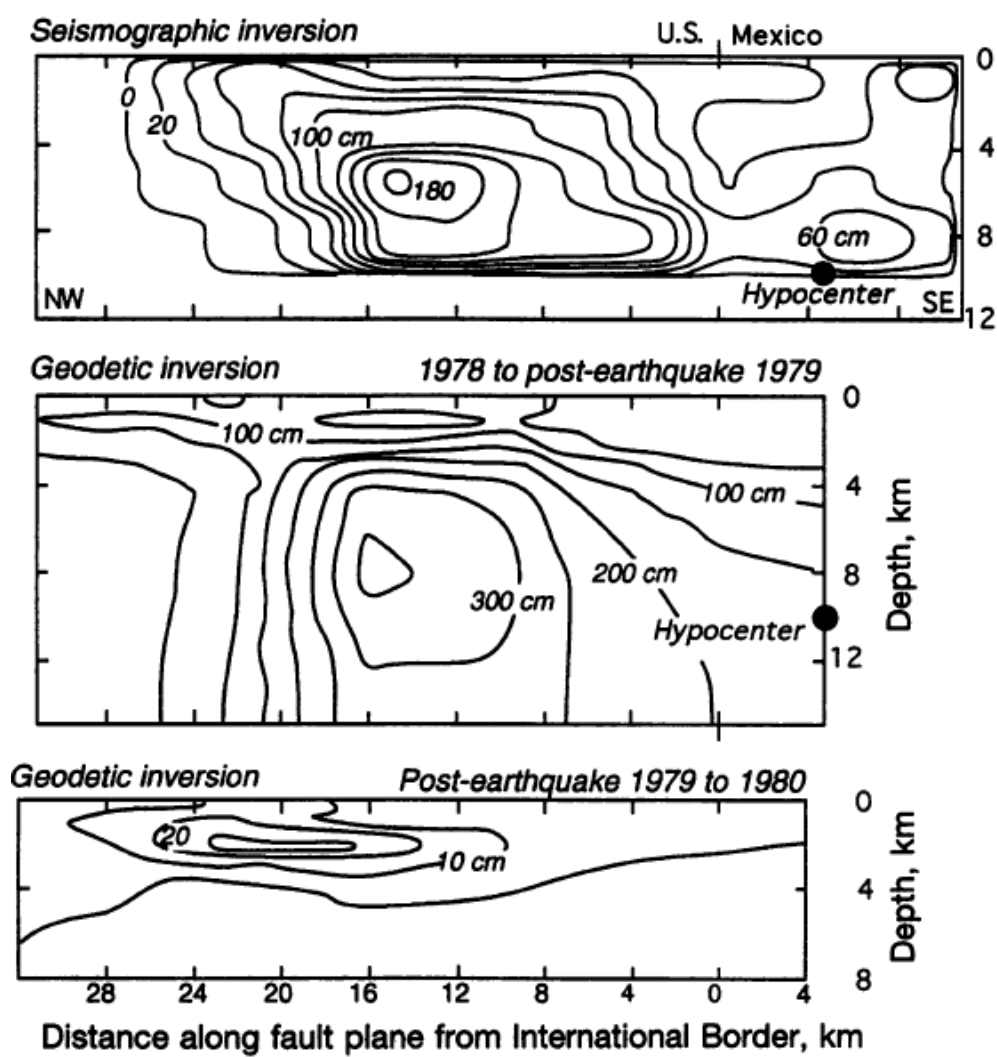 Seismographic inversion U.S. Mexico
0
0
20
100 cm
4
180
60 cm
8
NW Hypocenter SE
12
Geodetic inversion 1978 to post-earthquake 1979
0
100 cm
100 cm
4
Depth, km
200 cm
8
300 cm
Hypocenter
12
Geodetic inversion Post-earthquake 1979 to 1980
0
20
10 cm
4
Depth, km
8
28 24 20 16 12 8 4 0 4
Distance along fault plane from International Border, km